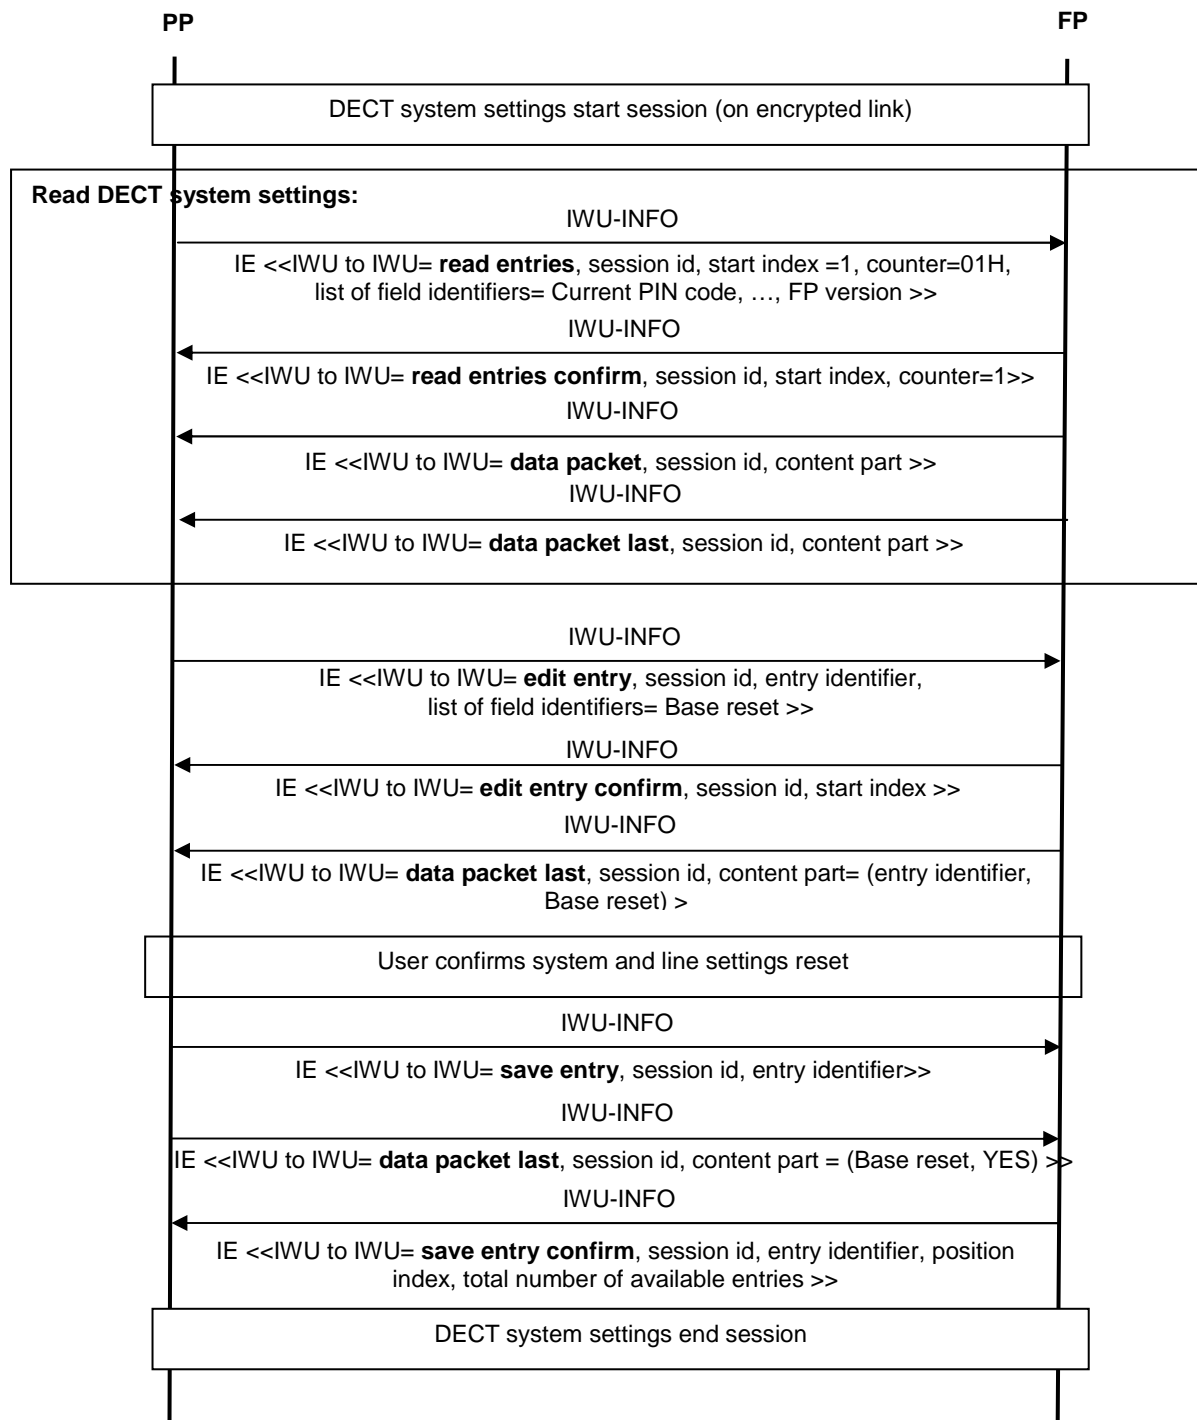 PP
FP
DECT system settings start session (on encrypted link)
Read DECT system settings:
IWU-INFO
IE <<IWU to IWU= read entries, session id, start index =1, counter=01H,
list of field identifiers= Current PIN code, …, FP version >>
IWU-INFO
IE <<IWU to IWU= read entries confirm, session id, start index, counter=1>>
IWU-INFO
IE <<IWU to IWU= data packet, session id, content part >>
IWU-INFO
IE <<IWU to IWU= data packet last, session id, content part >>
IWU-INFO
IE <<IWU to IWU= edit entry, session id, entry identifier,
list of field identifiers= Base reset >>
IWU-INFO
IE <<IWU to IWU= edit entry confirm, session id, start index >>
IWU-INFO
IE <<IWU to IWU= data packet last, session id, content part= (entry identifier,
Base reset) >
User confirms system and line settings reset
IWU-INFO
IE <<IWU to IWU= save entry, session id, entry identifier>>
IWU-INFO
IE <<IWU to IWU= data packet last, session id, content part = (Base reset, YES) >>
IWU-INFO
IE <<IWU to IWU= save entry confirm, session id, entry identifier, position
index, total number of available entries >>
DECT system settings end session